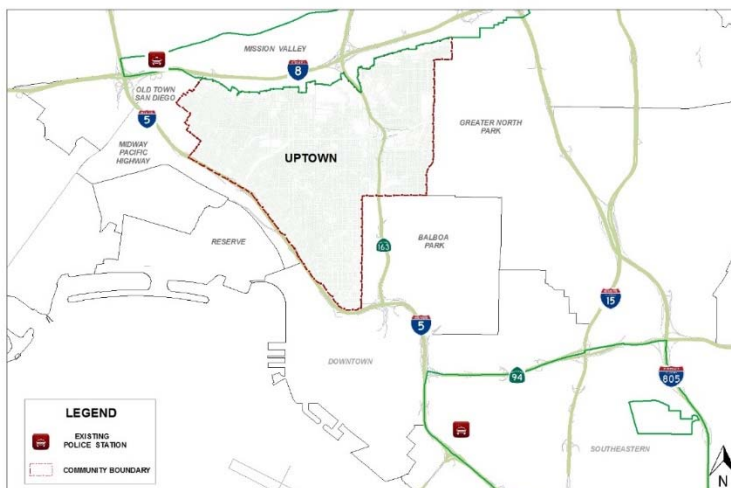 MISSION VALLEY
8
OLD TOWN
SAN DIEGO
5
MIDWAY
PACIFIC
HIGHWAY
GREATER NORTH
PARK
UPTOWN
RESERVE
163
BALBOA
PARK
15
5
DOWNTOWN
94
805
SOUTHEASTERN
LEGEND
EXISTING
POLICE STATION
COMMUNITY BOUNDARY
N